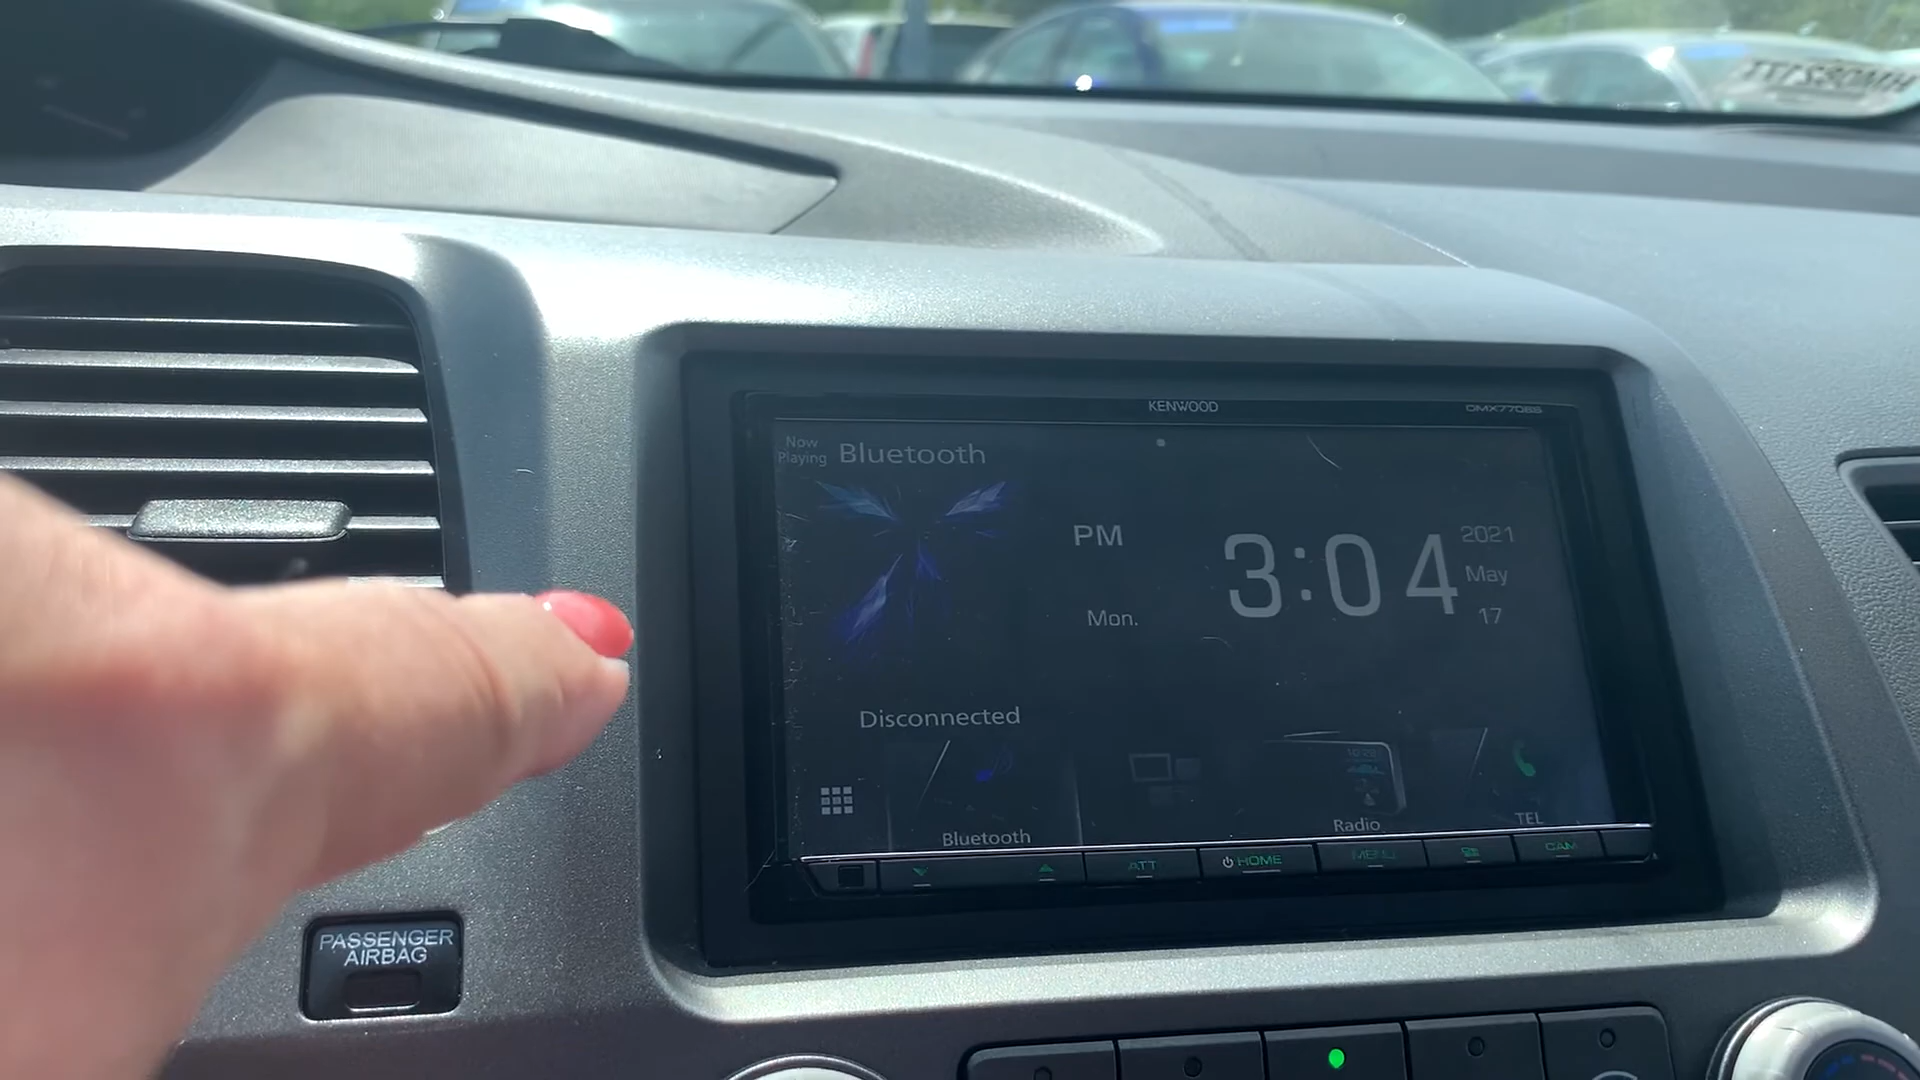 KENWOOD
DMX7706S
Now
Playing
Bluetooth
PM
3:04
2021
May
17
Mon.
Disconnected
Bluetooth
Radio
TEL
ATT
HOME
MENU
CAM
PASSENGER
AIRBAG